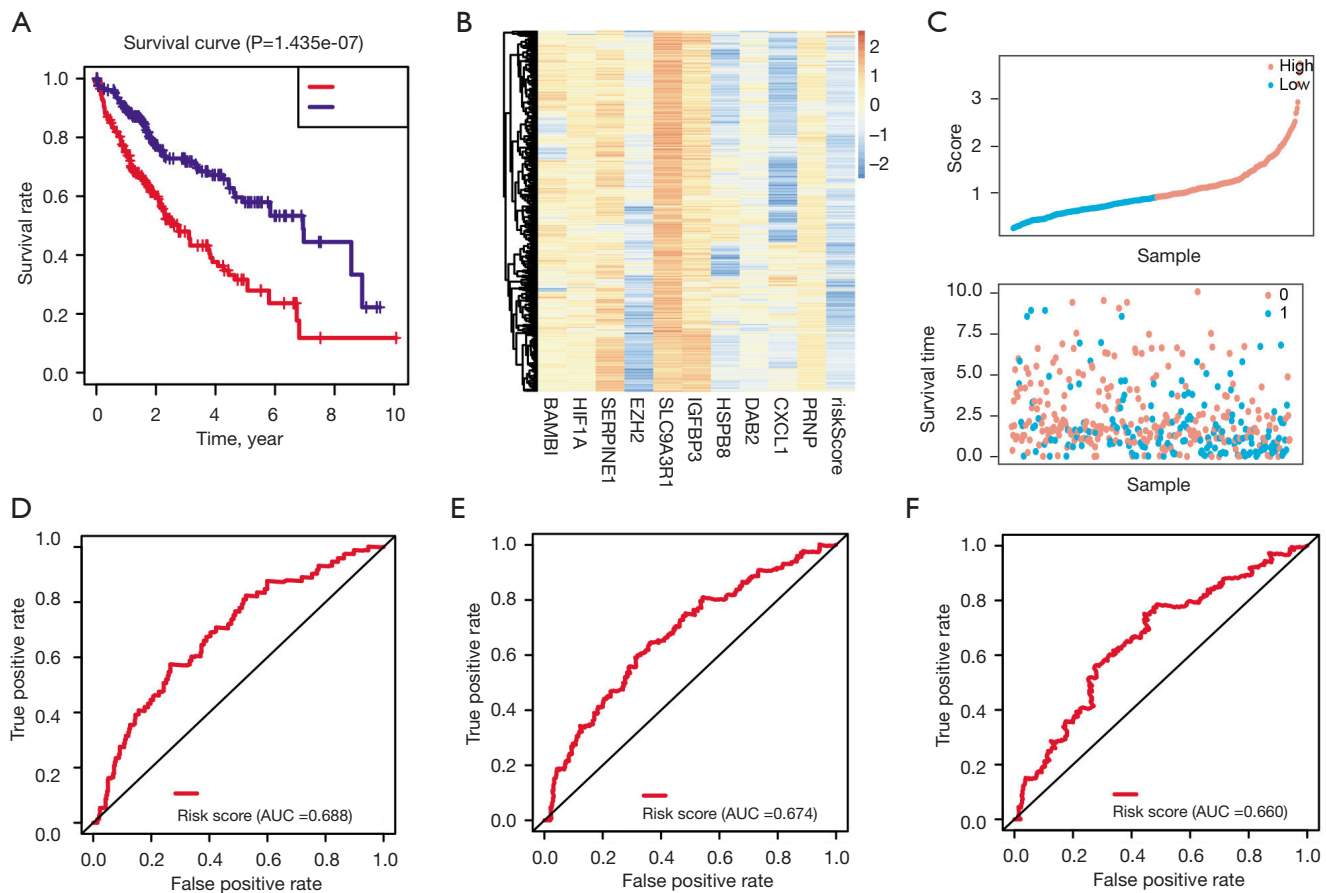 A
Survival curve (P=1.435e-07)
1.0
0.8
0.6
0.4
0.2
0.0
Survival rate
0 2 4 6 8 10
Time, year
B
2
1
0
−1
−2
BAMBI
HIF1A
SERPINE1
EZH2
SLC9A3R1
IGFBP3
HSPB8
DAB2
CXCL1
PRNP
riskScore
C
High
Low
3
2
1
Score
Sample
10.0
7.5
5.0
2.5
0.0
Survival time
0
1
Sample
D
1.0
0.8
0.6
0.4
0.2
0.0
True positive rate
Risk score (AUC =0.688)
0.0 0.2 0.4 0.6 0.8 1.0
False positive rate
E
1.0
0.8
0.6
0.4
0.2
0.0
True positive rate
Risk score (AUC =0.674)
0.0 0.2 0.4 0.6 0.8 1.0
False positive rate
F
1.0
0.8
0.6
0.4
0.2
0.0
True positive rate
Risk score (AUC =0.660)
0.0 0.2 0.4 0.6 0.8 1.0
False positive rate